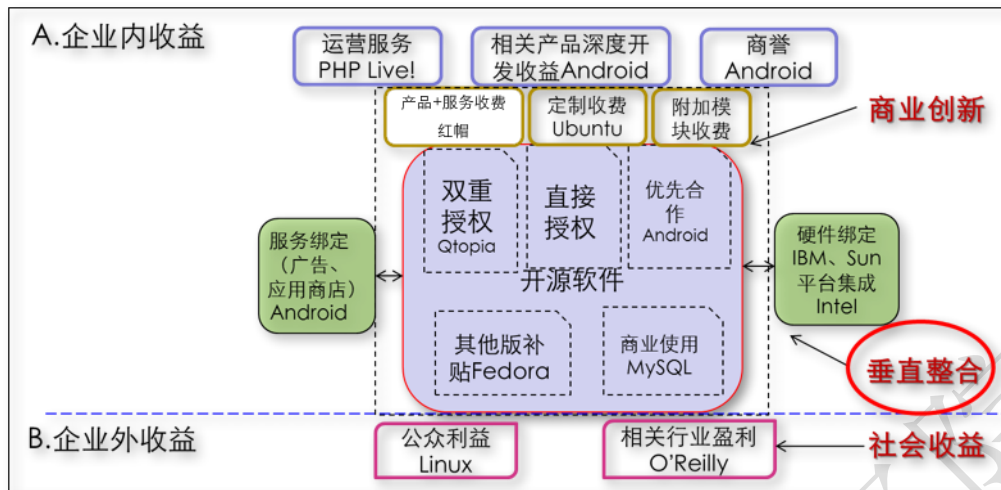 A.企业内收益
运营服务
PHP Live!
相关产品深度开
发收益Android
商誉
Android
产品+服务收费
红帽
定制收费
Ubuntu
附加模
块收费
商业创新
双重
授权
Qtopia
直接
授权
优先合
作
Android
服务绑定
（广告、
应用商店）
Android
开源软件
硬件绑定
IBM、Sun
平台集成
Intel
其他版补
贴Fedora
商业使用
MySQL
垂直整合
B.企业外收益
公众利益
Linux
相关行业盈利
O'Reilly
社会收益